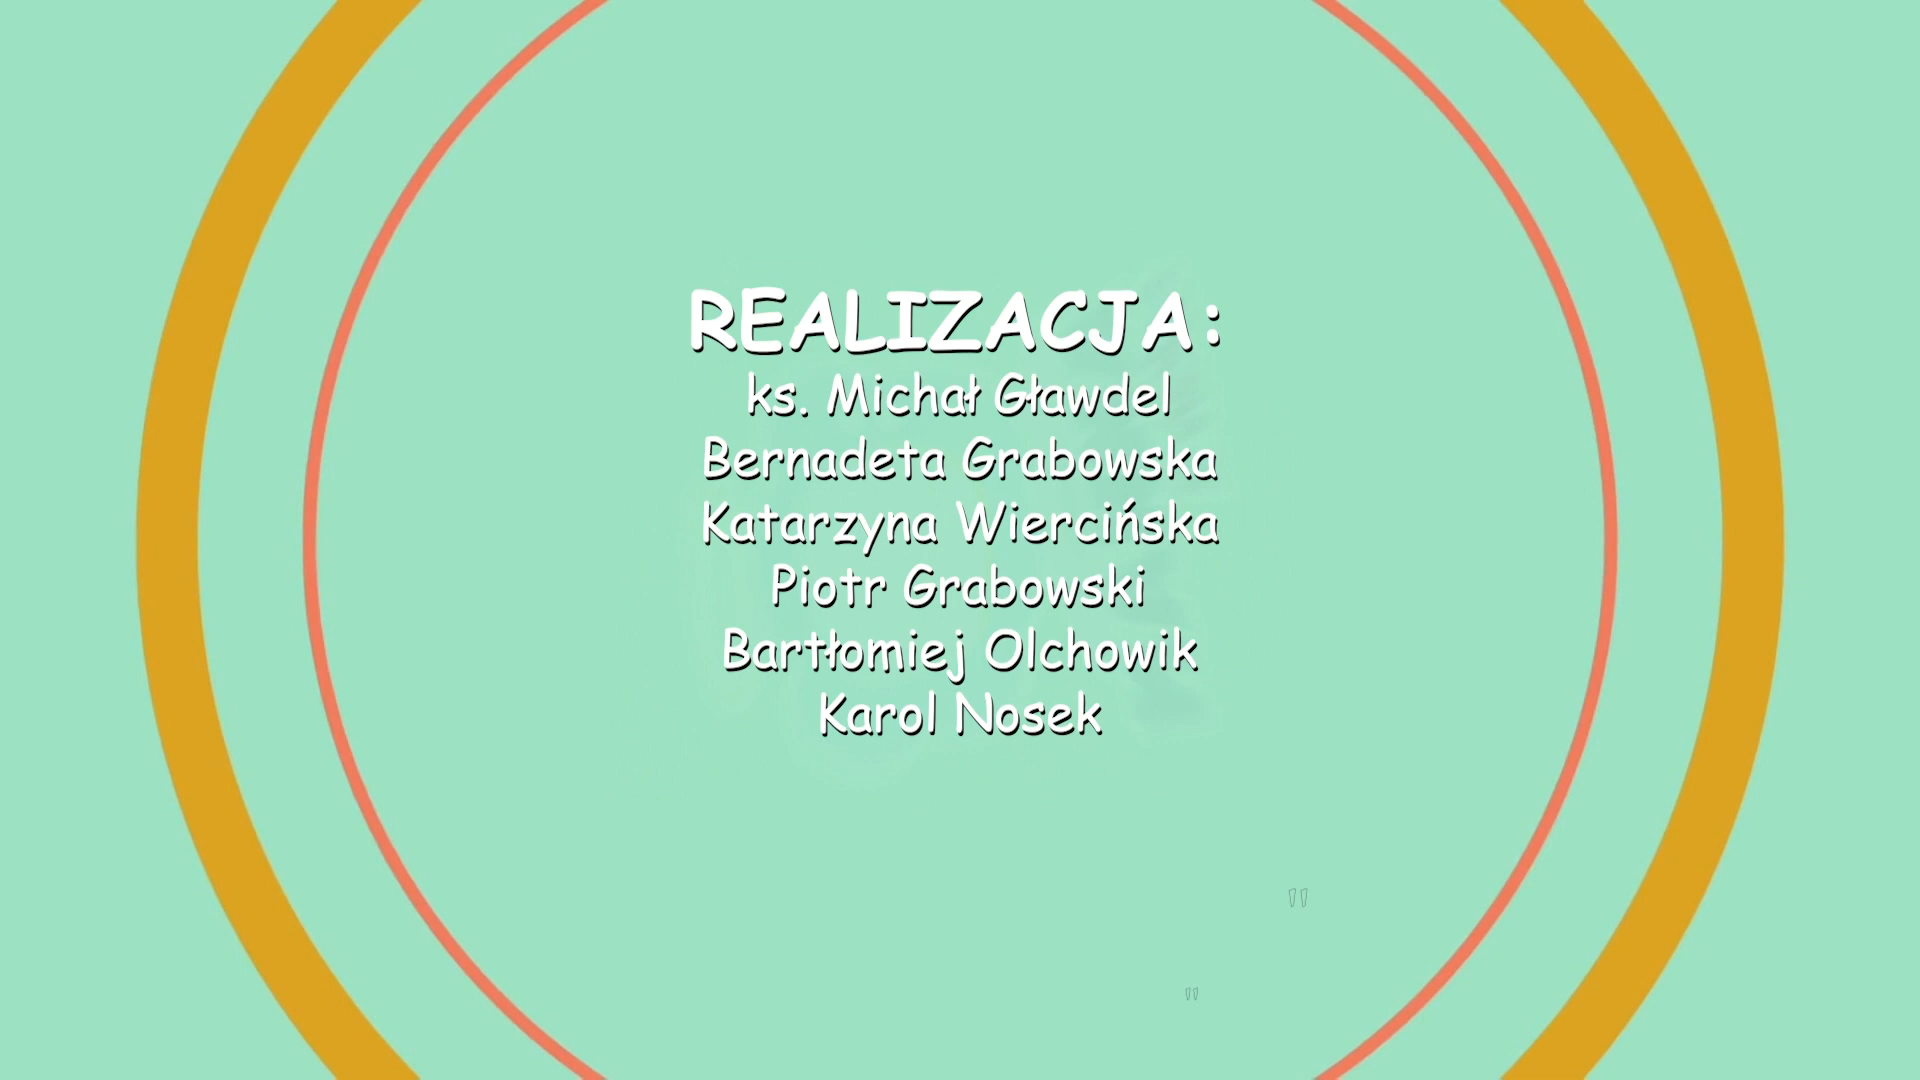 REALIZACJA:
ks. Michał Gławdel
Bernadeta Grabowska
Katarzyna Wiercińska
Piotr Grabowski
Bartłomiej Olchowik
Karol Nosek
"
"